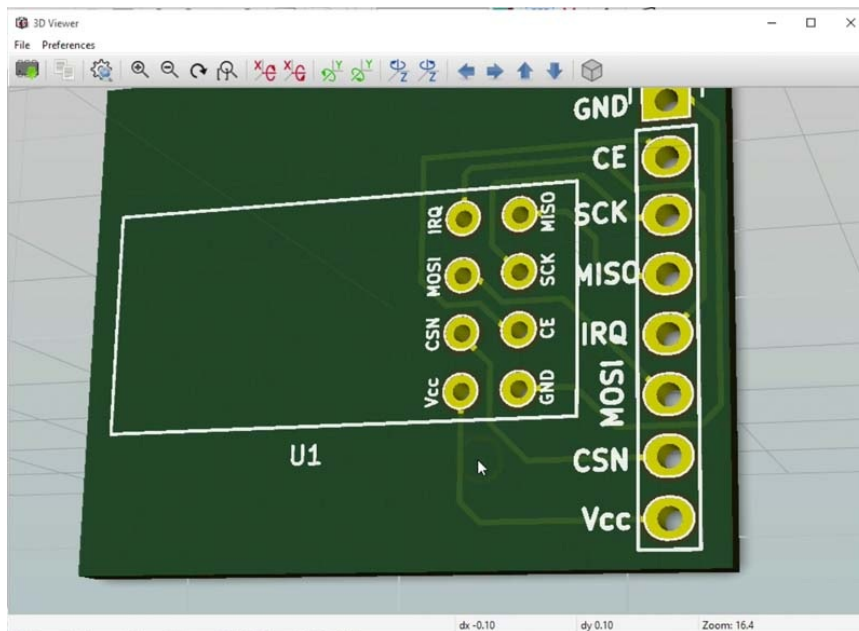 3D Viewer
File Preferences
GND
CE
IRQ
MISO
SCK
MOSI
SCK
MISO
CSN
CE
IRQ
Vcc
GND
MOSI
U1
CSN
Vcc
dx -0.10 dy 0.10 Zoom: 16.4